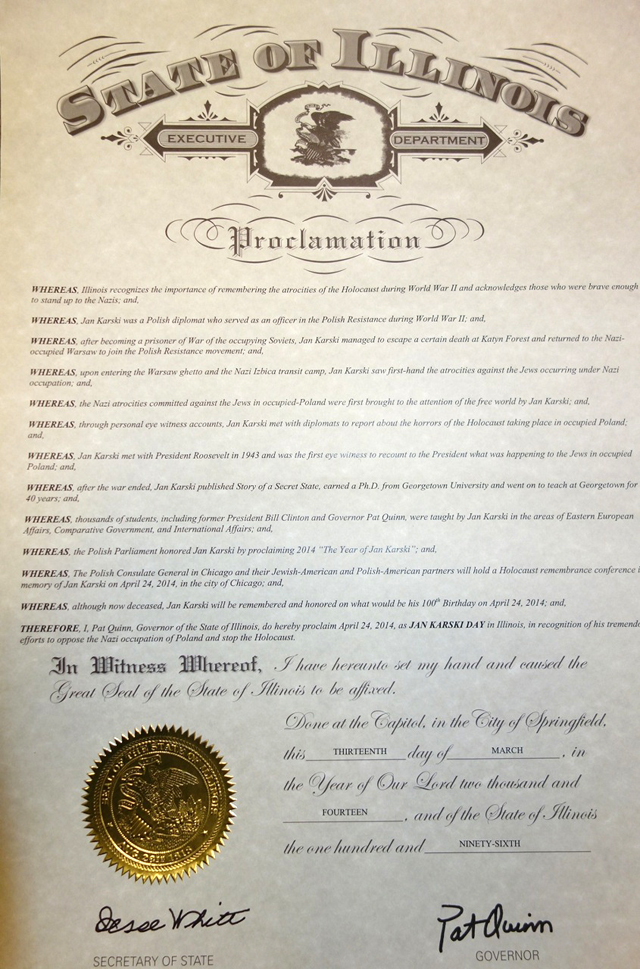 STATE OF ILLINOIS
EXECUTIVE DEPARTMENT
Proclamation
WHEREAS, Illinois recognizes the importance of remembering the atrocities of the Holocaust during World War II and acknowledges those who were brave enough
to stand up to the Nazis; and,
WHEREAS, Jan Karski was a Polish diplomat who served as an officer in the Polish Resistance during World War II; and,
WHEREAS, after becoming a prisoner of War of the occupying Soviets, Jan Karski managed to escape a certain death at Katyn Forest and returned to the Nazi-
occupied Warsaw to join the Polish Resistance movement; and,
WHEREAS, upon entering the Warsaw ghetto and the Nazi Izbica transit camp, Jan Karski saw first-hand the atrocities against the Jews occurring under Nazi
occupation; and,
WHEREAS, the Nazi atrocities committed against the Jews in occupied-Poland were first brought to the attention of the free world by Jan Karski; and,
WHEREAS, through personal eye witness accounts, Jan Karski met with diplomats to report about the horrors of the Holocaust taking place in occupied Poland;
and,
WHEREAS, Jan Karski met with President Roosevelt in 1943 and was the first eye witness to recount to the President what was happening to the Jews in occupied
Poland; and,
WHEREAS, after the war ended, Jan Karski published Story of a Secret State, earned a Ph.D. from Georgetown University and went on to teach at Georgetown for
40 years; and,
WHEREAS, thousands of students, including former President Bill Clinton and Governor Pat Quinn, were taught by Jan Karski in the areas of Eastern European
Affairs, Comparative Government, and International Affairs; and,
WHEREAS, the Polish Parliament honored Jan Karski by proclaiming 2014 "The Year of Jan Karski"; and,
WHEREAS, The Polish Consulate General in Chicago and their Jewish-American and Polish-American partners will hold a Holocaust remembrance conference
memory of Jan Karski on April 24, 2014, in the city of Chicago; and,
WHEREAS, although now deceased, Jan Karski will be remembered and honored on what would be his 100th Birthday on April 24, 2014; and,
THEREFORE, I, Pat Quinn, Governor of the State of Illinois, do hereby proclaim April 24, 2014, as JAN KARSKI DAY in Illinois, in recognition of his
efforts to oppose the Nazi occupation of Poland and stop the Holocaust.
In Witness Whereof, I have hereunto set my hand and caused the
Great Seal of the State of Illinois to be affixed.
Done at the Capitol, in the City of Springfield,
this THIRTEENTH day of MARCH, in
the Year of Our Lord two thousand and
FOURTEEN, and of the State of Illinois
the one hundred and NINETY-SIXTH
SEAL OF THE STATE OF ILLINOIS
Jesse White
Pat Quinn
SECRETARY OF STATE
GOVERNOR